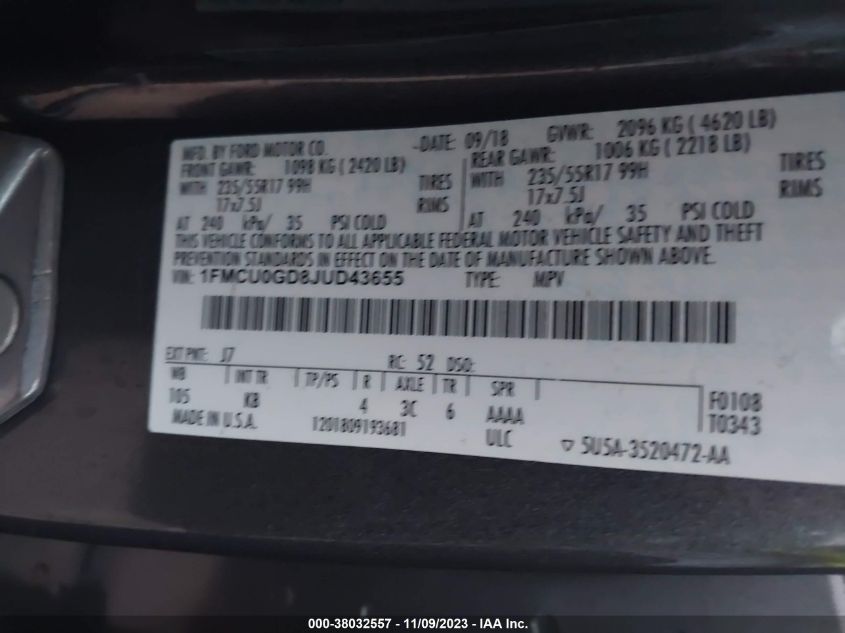 MFD. BY FORD MOTOR CO. DATE: 09/18 GVWR: 2096 KG ( 4620 LB)
FRONT GAWR: 1098 KG ( 2420 LB) REAR GAWR: 1006 KG ( 2218 LB)
WITH 235/55R17 99H TIRES WITH 235/55R17 99H TIRES
17x7.5J RIMS 17x7.5J RIMS
AT 240 kPa/ 35 PSI COLD AT 240 kPa/ 35 PSI COLD
THIS VEHICLE CONFORMS TO ALL APPLICABLE FEDERAL MOTOR VEHICLE SAFETY AND THEFT
PREVENTION STANDARDS IN EFFECT ON THE DATE OF MANUFACTURE SHOWN ABOVE.
VIN: 1FMCU0GD8JUD43655 TYPE: MPV
EXT PNT: J7 RC: 52 DSO:
WB INT TR TP/PS R AXLE TR SPR
105 KB 4 3C 6 AAAA F0108
MADE IN U.S.A. 1201809193681 ULC T0343
5U5A-3520472-AA
000-38032557 - 11/09/2023 - IAA Inc.